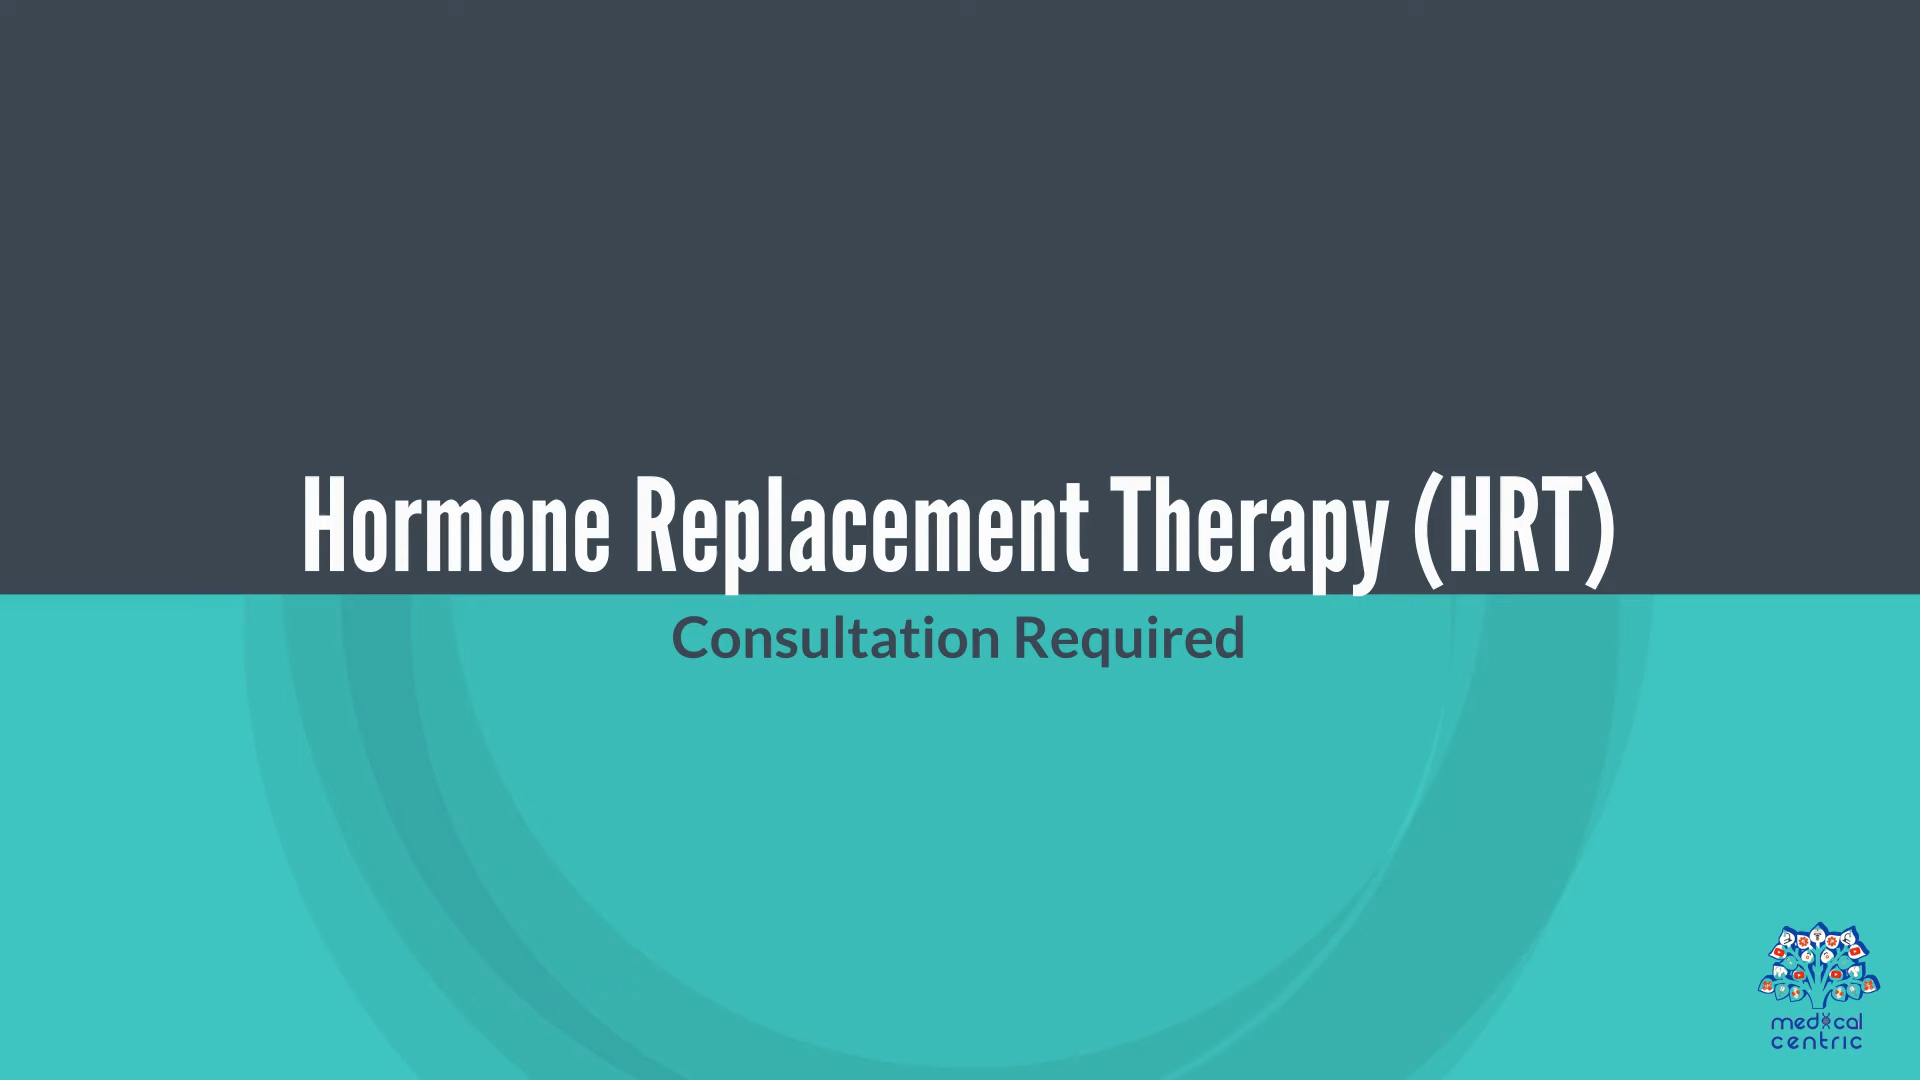 Hormone Replacement Therapy (HRT)
Consultation Required
medical
centric